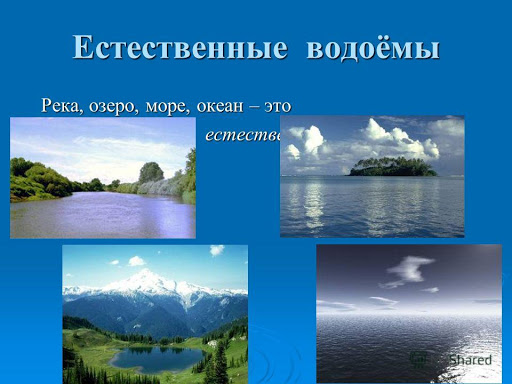 Естественные водоёмы
Река, озеро, море, океан – это
Shared